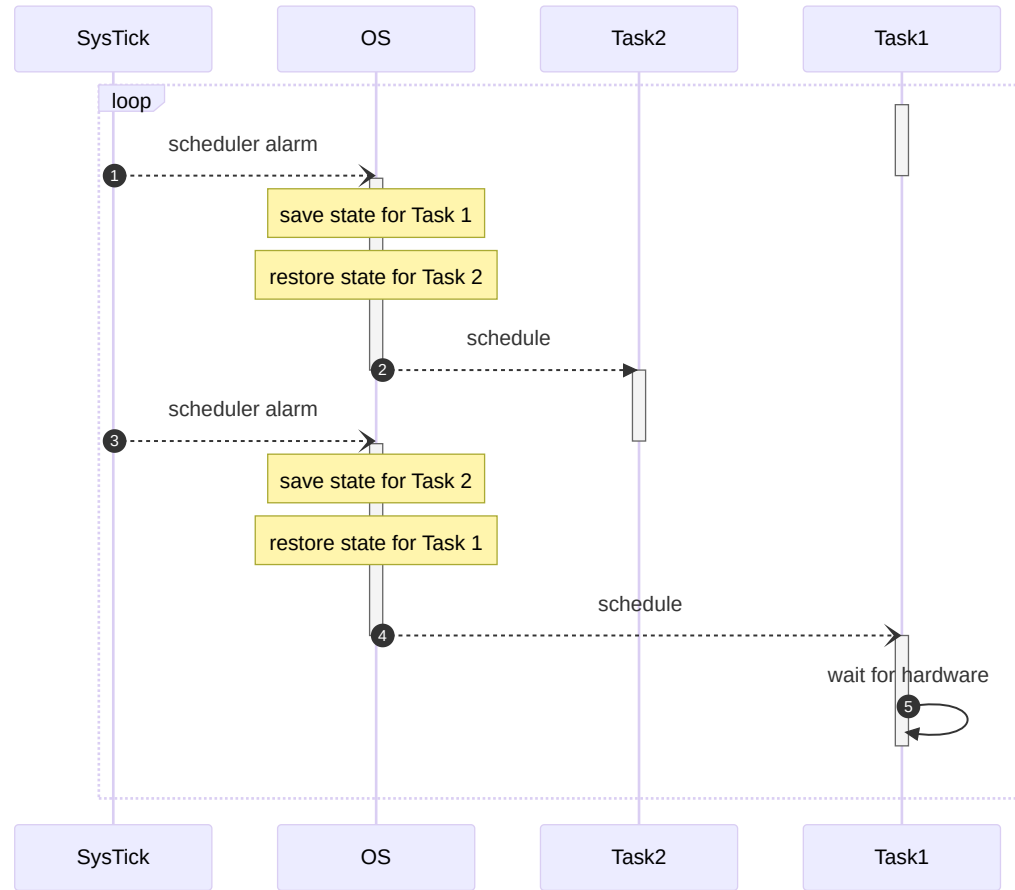 SysTick
OS
Task2
Task1
loop
scheduler alarm
1
save state for Task 1
restore state for Task 2
schedule
2
scheduler alarm
3
save state for Task 2
restore state for Task 1
schedule
4
wait for hardware
5
SysTick
OS
Task2
Task1